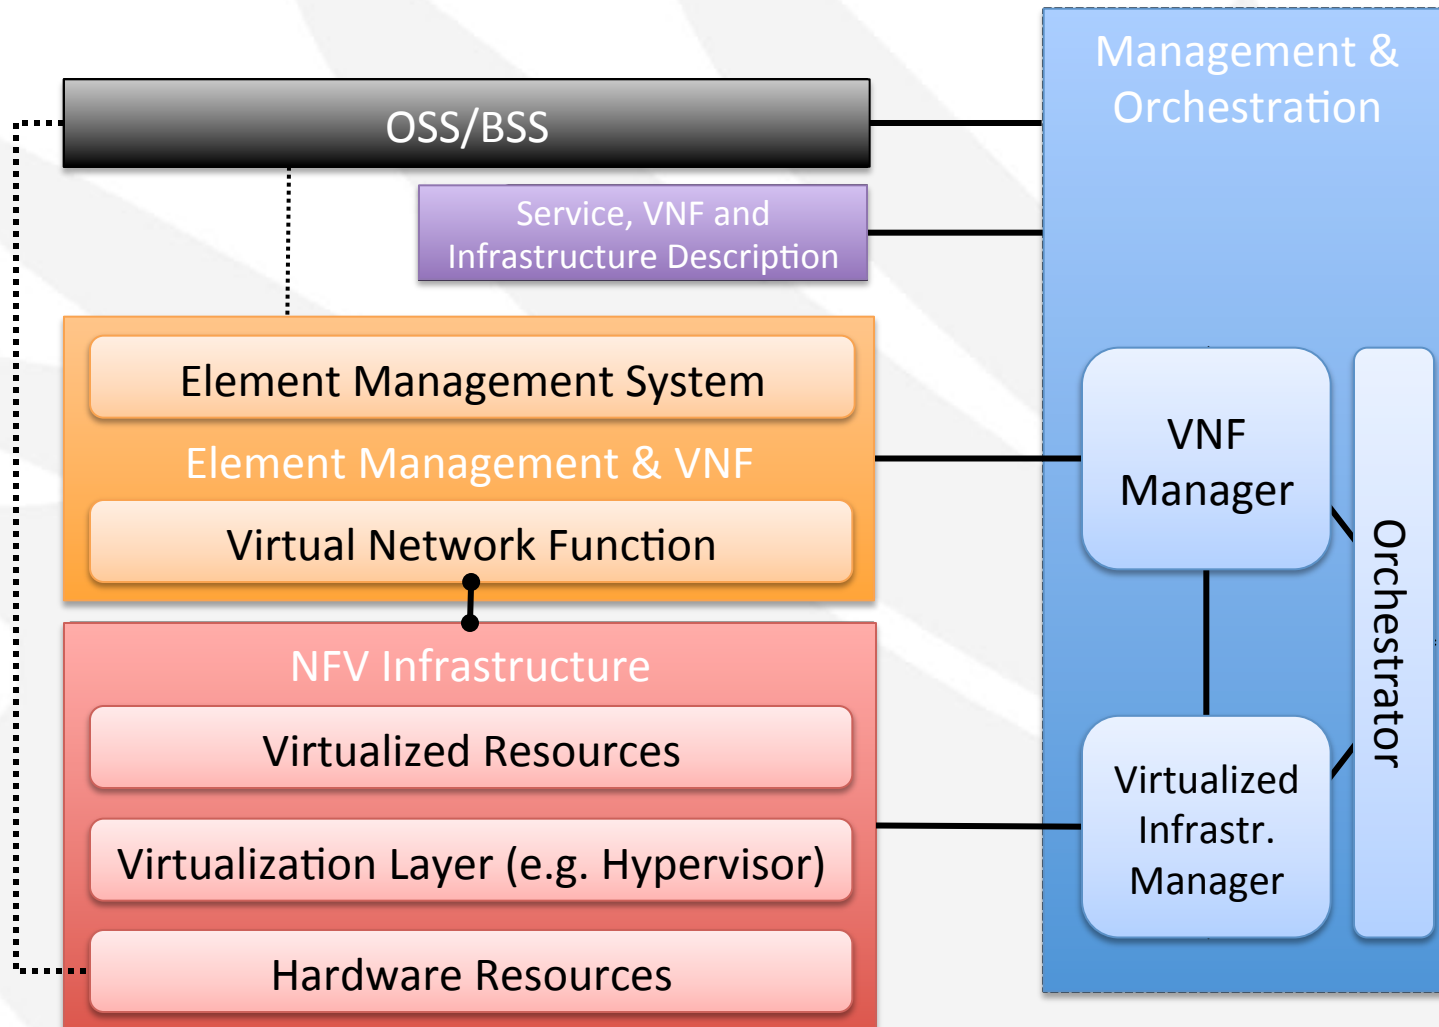 Management &
Orchestration
OSS/BSS
Service, VNF and
Infrastructure Description
Element Management System
Element Management & VNF
Virtual Network Function
VNF
Manager
Orchestrator
NFV Infrastructure
Virtualized Resources
Virtualization Layer (e.g. Hypervisor)
Hardware Resources
Virtualized
Infrastr.
Manager